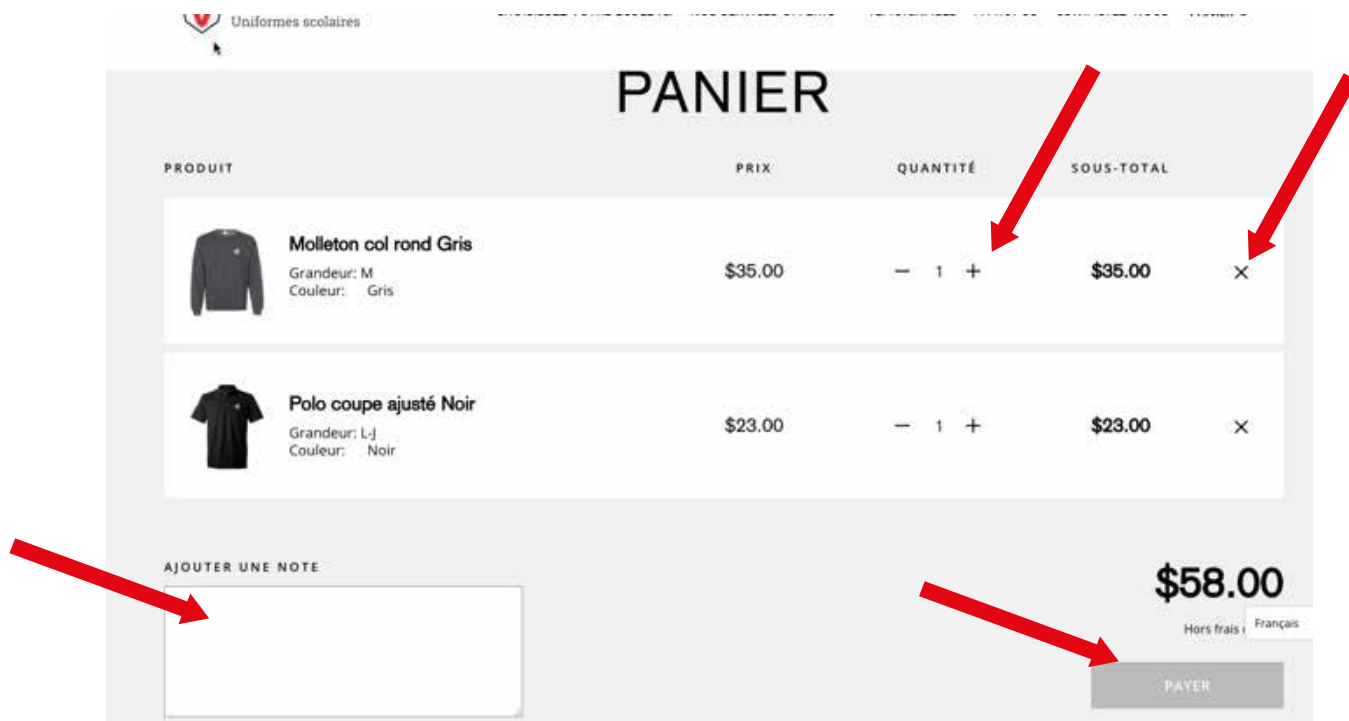 Uniformes scolaires
PANIER
PRODUIT PRIX QUANTITÉ SOUS-TOTAL
Molleton col rond Gris
Grandeur: M
Couleur: Gris
$35.00 − 1 + $35.00 ×
Polo coupe ajusté Noir
Grandeur: L-J
Couleur: Noir
$23.00 − 1 + $23.00 ×
AJOUTER UNE NOTE
$58.00
Hors frais
Français
PAYER